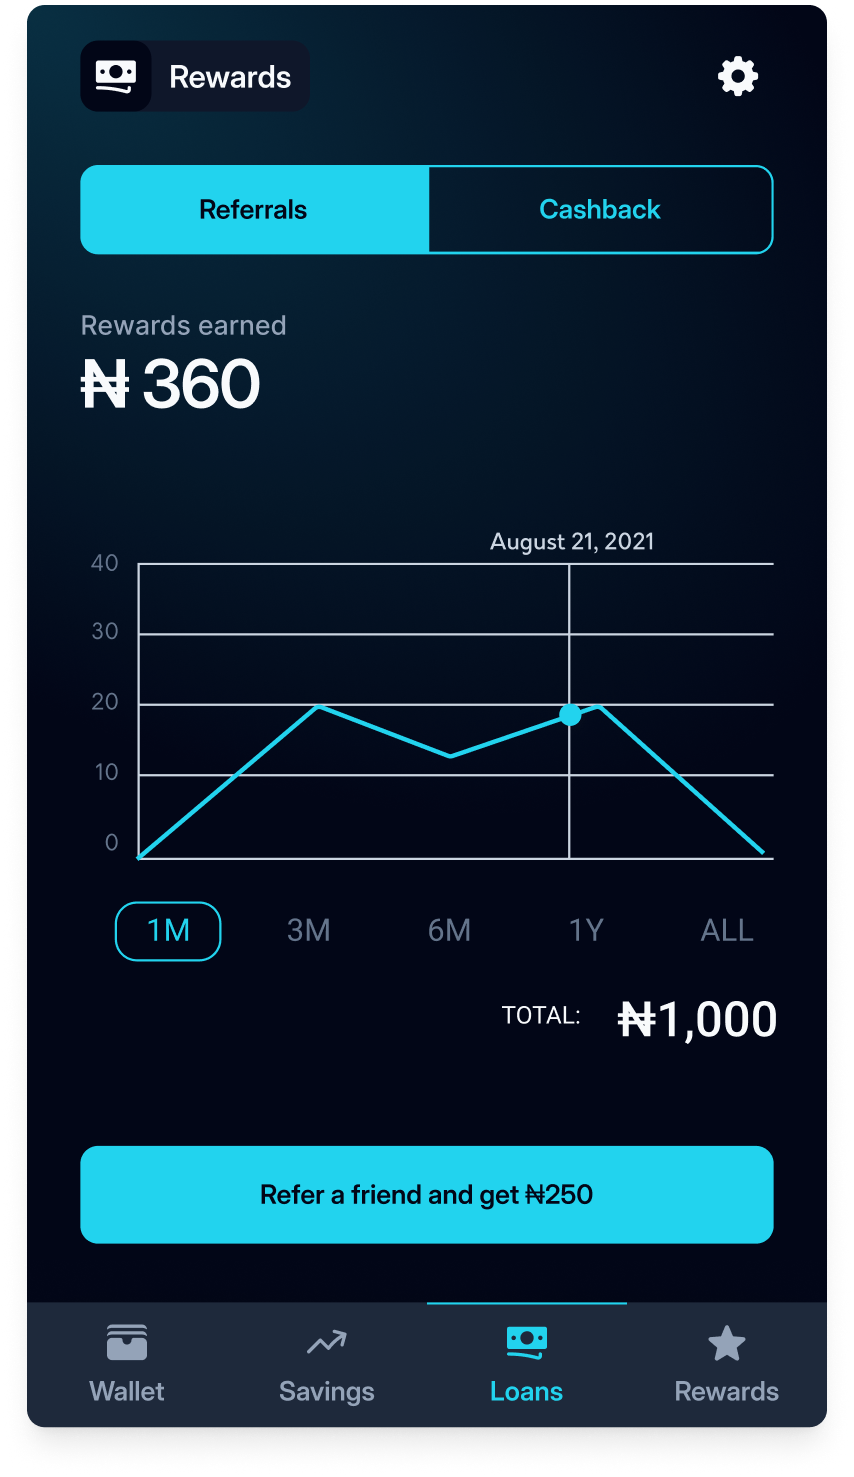 Rewards
Referrals
Cashback
Rewards earned
₦ 360
August 21, 2021
40
30
20
10
0
1M
3M
6M
1Y
ALL
TOTAL: ₦1,000
Refer a friend and get ₦250
Wallet
Savings
Loans
Rewards